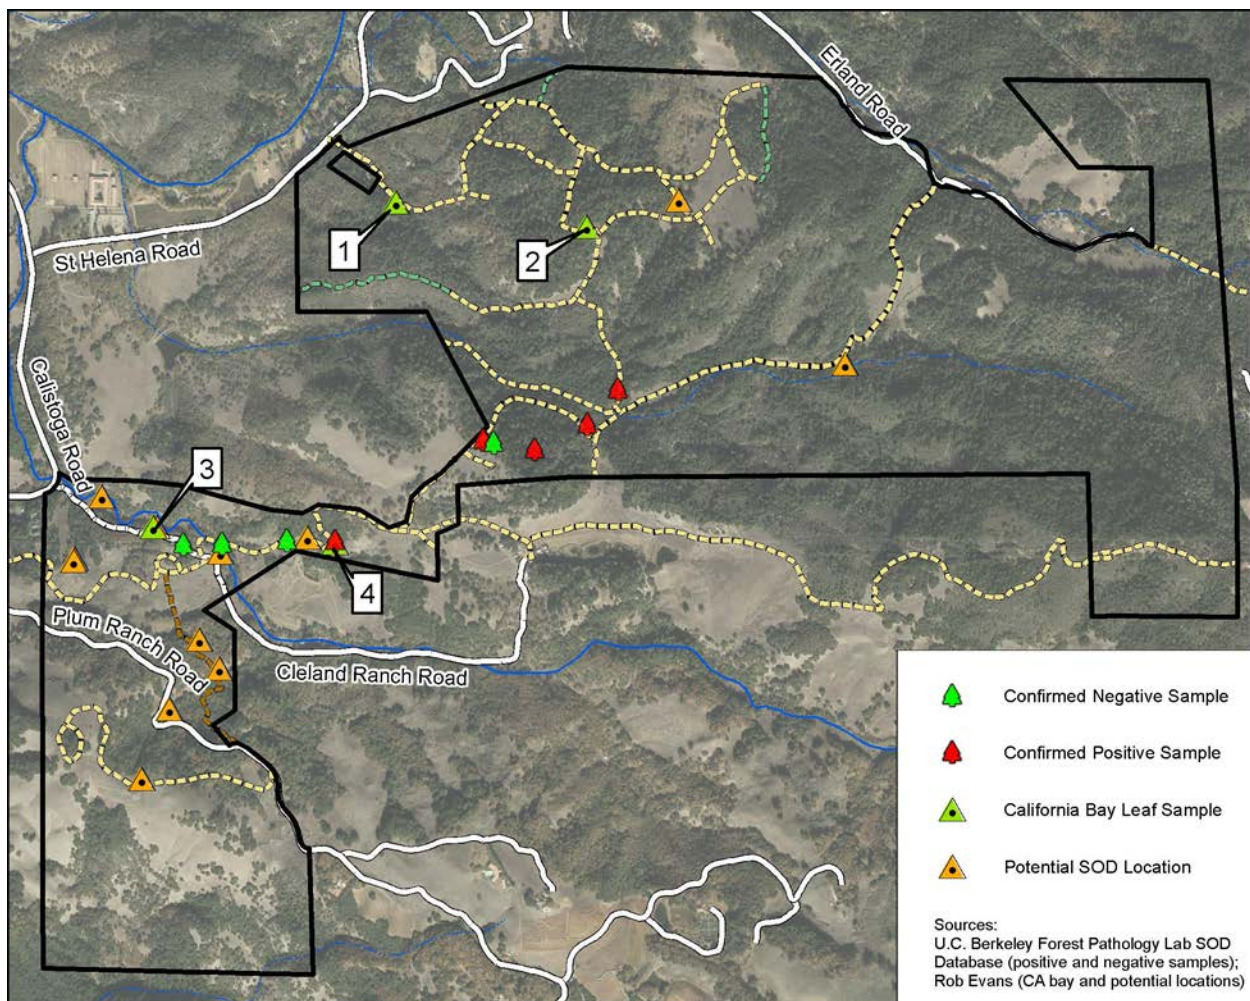 Erland Road
1
2
St Helena Road
Calistoga Road
3
4
Plum Ranch Road
Cleland Ranch Road
Confirmed Negative Sample
Confirmed Positive Sample
California Bay Leaf Sample
Potential SOD Location
Sources:
U.C. Berkeley Forest Pathology Lab SOD
Database (positive and negative samples);
Rob Evans (CA bay and potential locations)